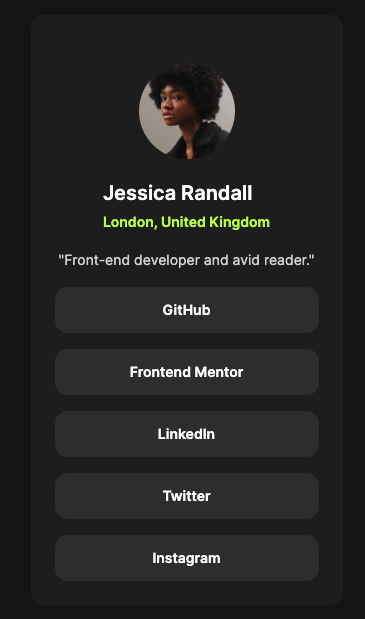 Jessica Randall
London, United Kingdom
"Front-end developer and avid reader."
GitHub
Frontend Mentor
LinkedIn
Twitter
Instagram